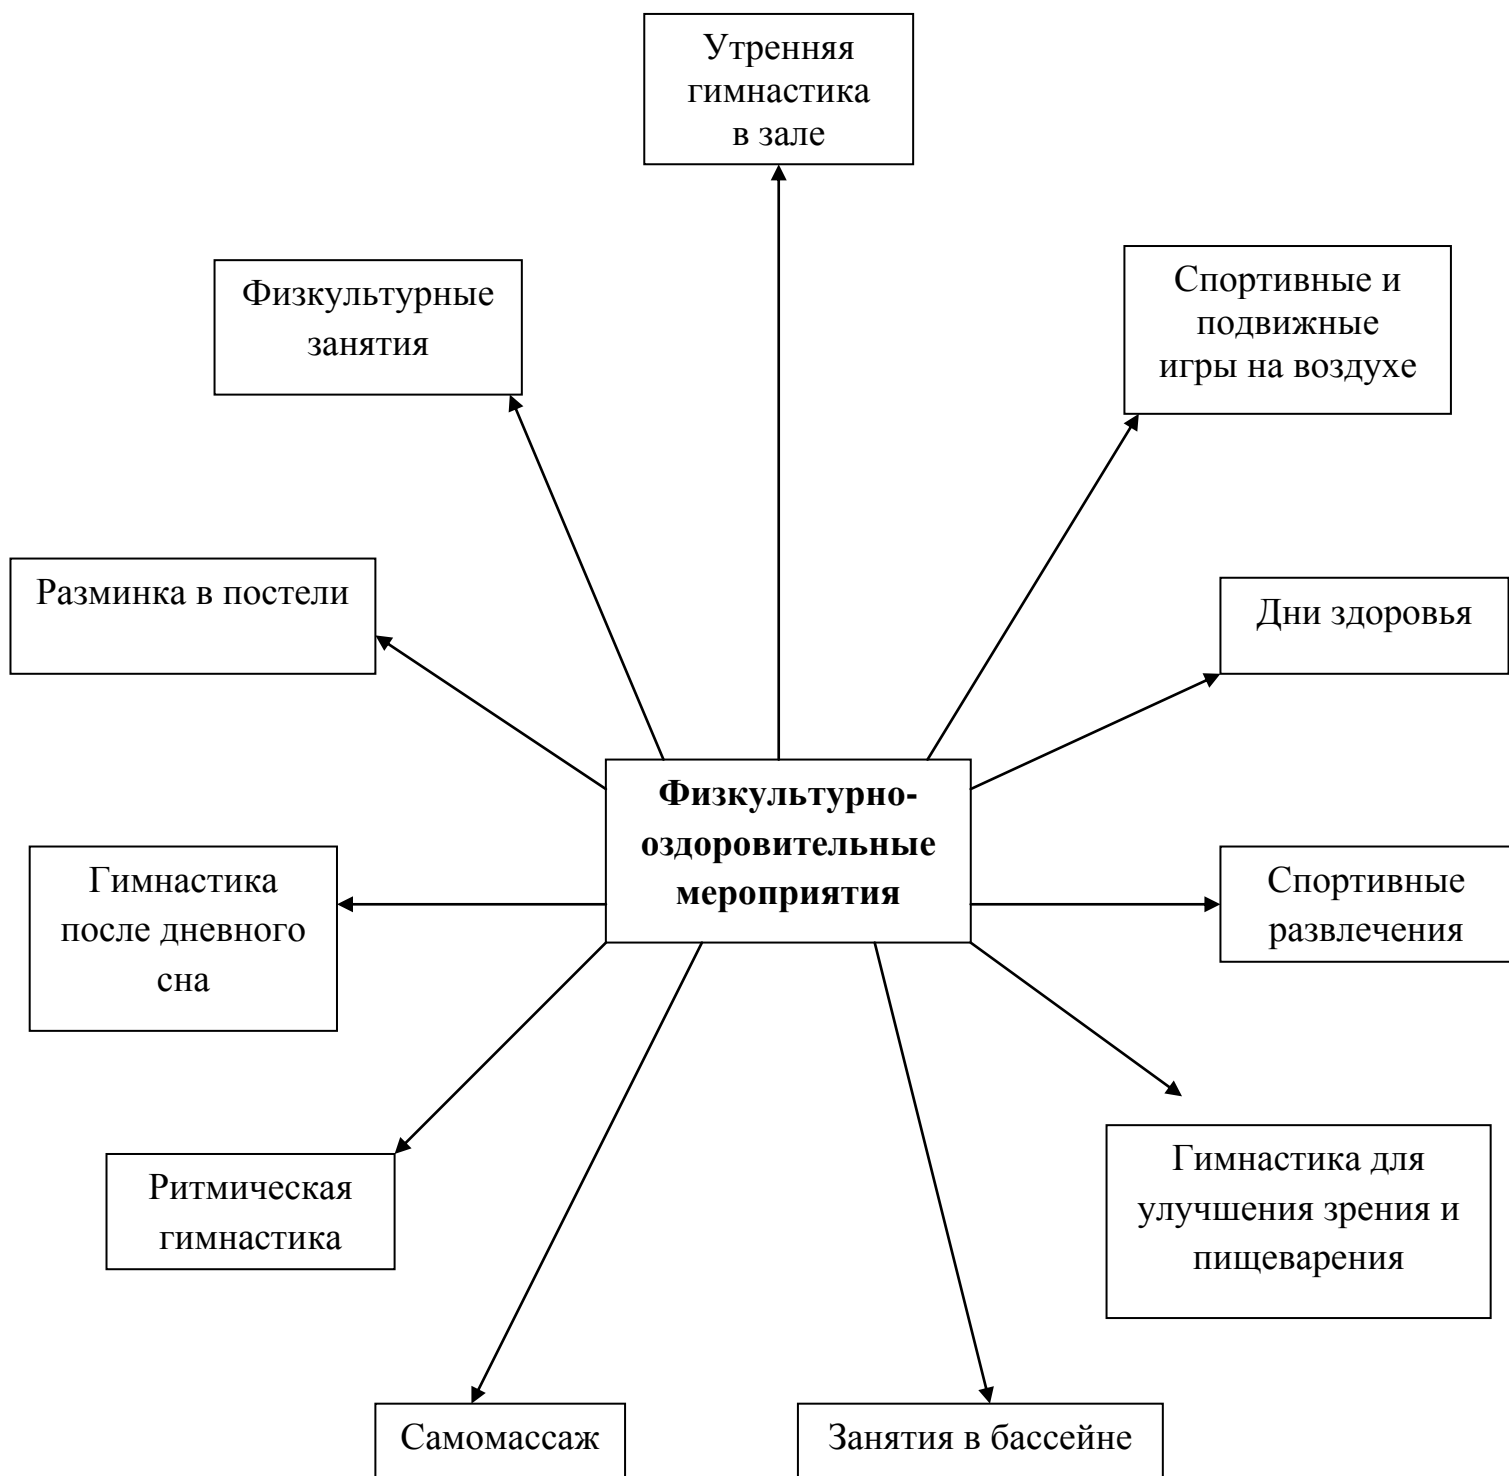 Утренняя
гимнастика
в зале
Физкультурные
занятия
Спортивные и
подвижные
игры на воздухе
Разминка в постели
Дни здоровья
Физкультурно-
оздоровительные
мероприятия
Гимнастика
после дневного
сна
Спортивные
развлечения
Ритмическая
гимнастика
Гимнастика для
улучшения зрения и
пищеварения
Самомассаж
Занятия в бассейне